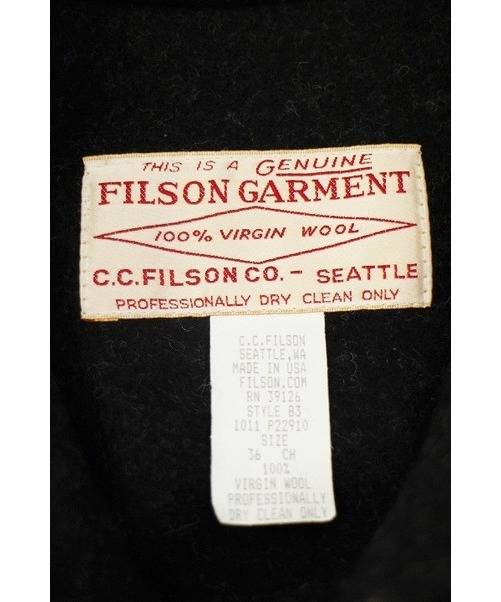 THIS IS A GENUINE
FILSON GARMENT
100% VIRGIN WOOL
C.C.FILSON CO. - SEATTLE
PROFESSIONALLY DRY CLEAN ONLY
C.C.FILSON
SEATTLE,WA
MADE IN USA
FILSON.COM
RN 39126
STYLE 83
1011 P22910
SIZE
36 CH
100%
VIRGIN WOOL
PROFESSIONALLY
DRY CLEAN ONLY